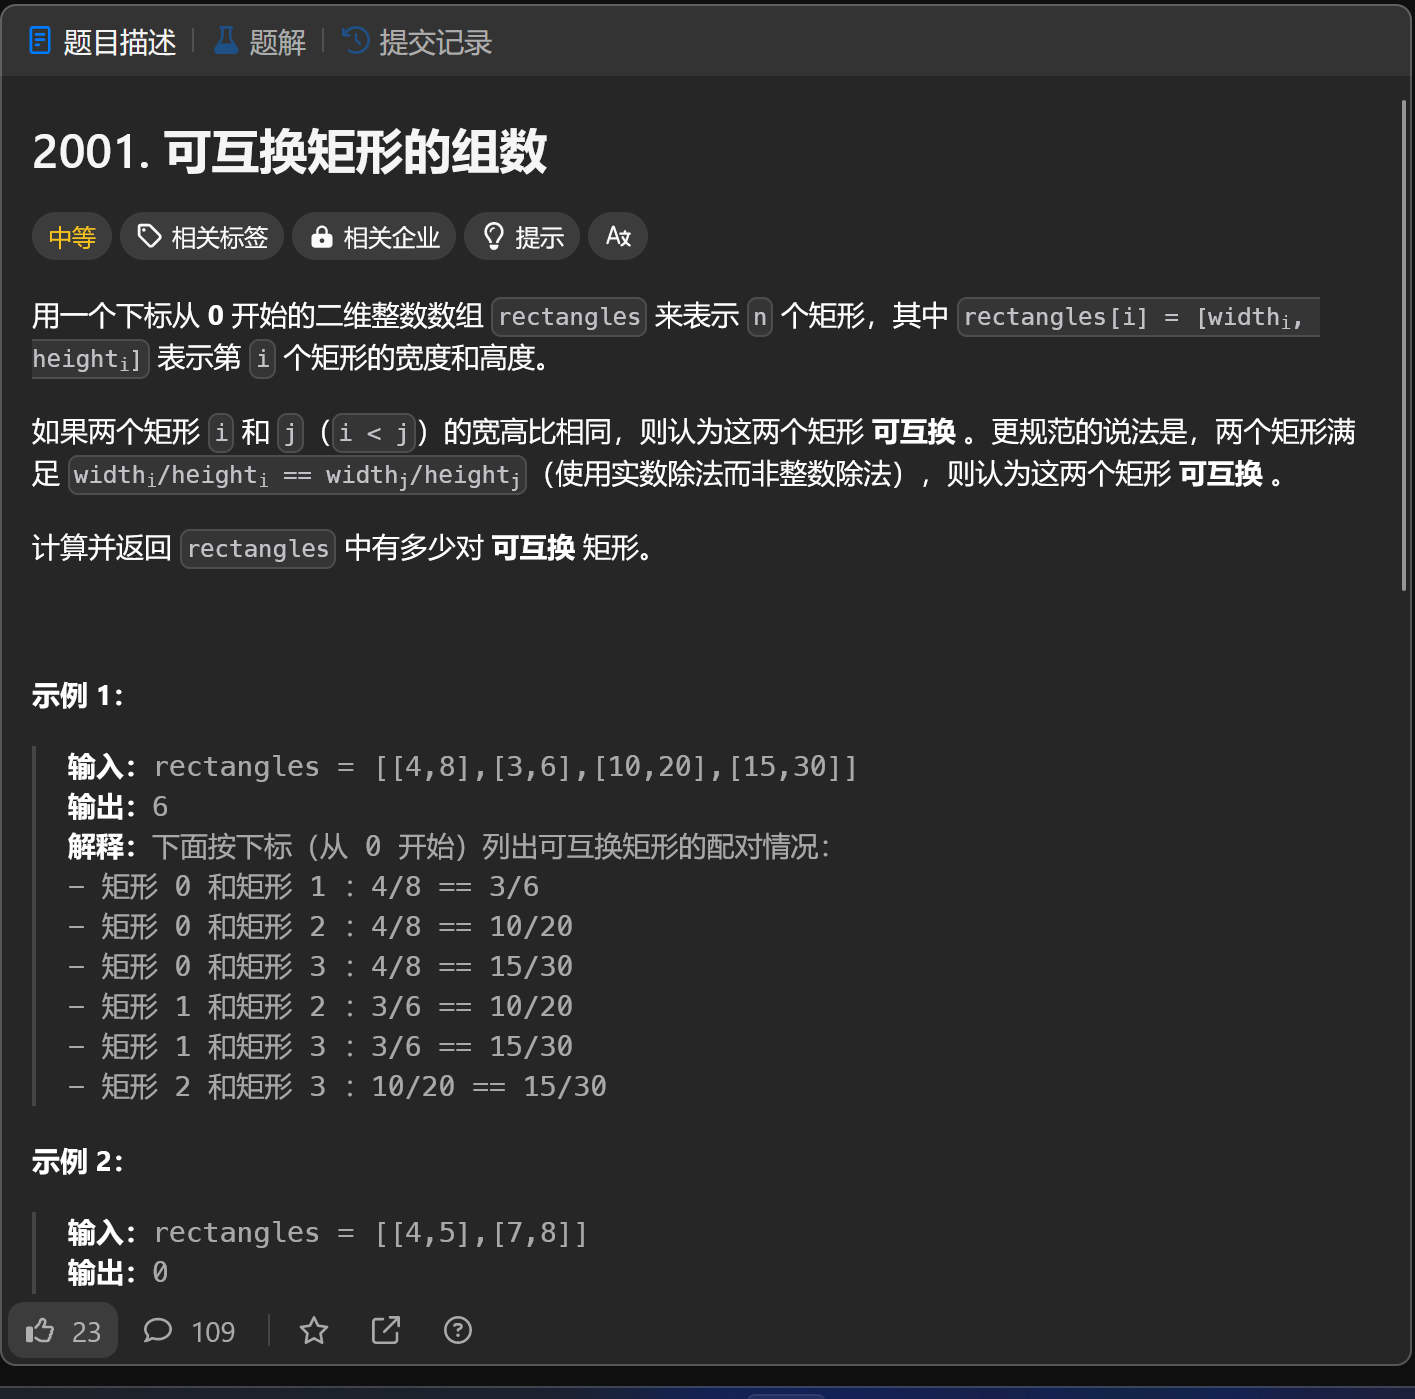 题目描述 | 题解 | 提交记录
2001. 可互换矩形的组数
中等 相关标签 相关企业 提示
用一个下标从 0 开始的二维整数数组 rectangles 来表示 n 个矩形，其中 rectangles[i] = [widthᵢ,
heightᵢ] 表示第 i 个矩形的宽度和高度。
如果两个矩形 i 和 j（i < j）的宽高比相同，则认为这两个矩形 可互换 。更规范的说法是，两个矩形满
足 widthᵢ/heightᵢ == widthⱼ/heightⱼ（使用实数除法而非整数除法），则认为这两个矩形 可互换 。
计算并返回 rectangles 中有多少对 可互换 矩形。
示例 1：
输入：rectangles = [[4,8],[3,6],[10,20],[15,30]]
输出：6
解释：下面按下标（从 0 开始）列出可互换矩形的配对情况：
- 矩形 0 和矩形 1 ：4/8 == 3/6
- 矩形 0 和矩形 2 ：4/8 == 10/20
- 矩形 0 和矩形 3 ：4/8 == 15/30
- 矩形 1 和矩形 2 ：3/6 == 10/20
- 矩形 1 和矩形 3 ：3/6 == 15/30
- 矩形 2 和矩形 3 ：10/20 == 15/30
示例 2：
输入：rectangles = [[4,5],[7,8]]
输出：0
23 109